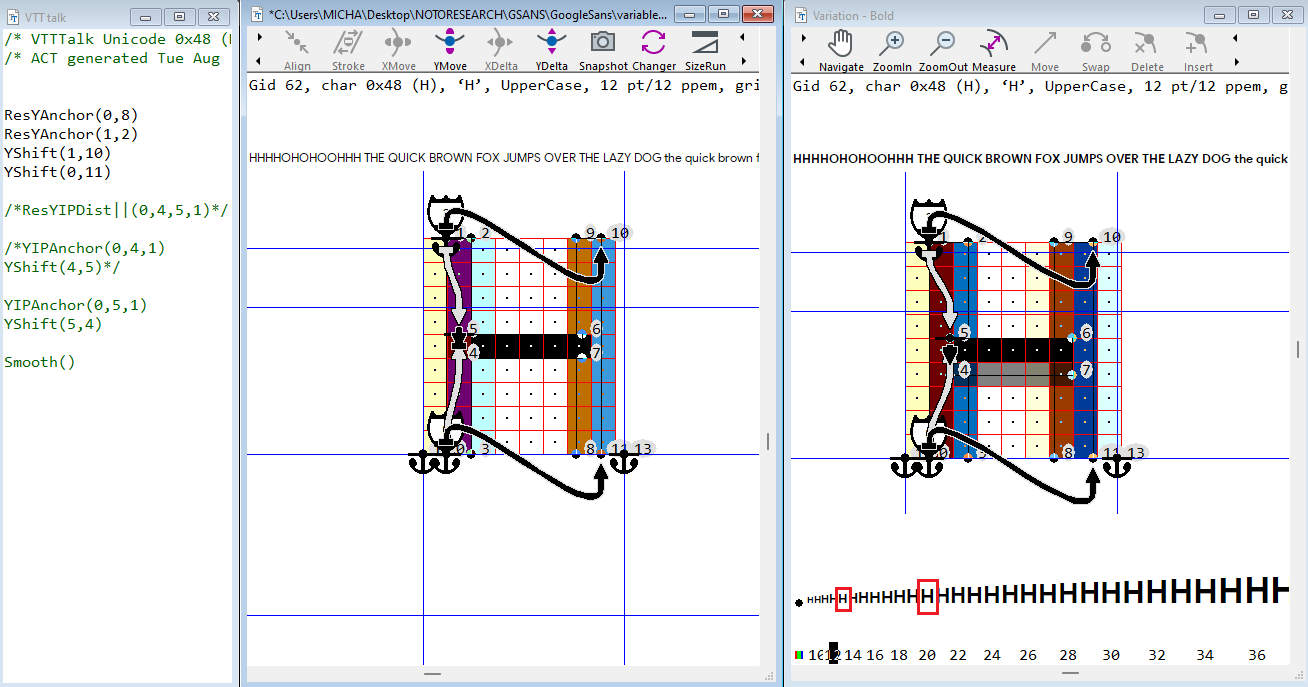 VTT talk
/* VTTTalk Unicode 0x48 (
/* ACT generated Tue Aug
ResYAnchor(0,8)
ResYAnchor(1,2)
YShift(1,10)
YShift(0,11)
/*ResYIPDist||(0,4,5,1)*/
/*YIPAnchor(0,4,1)
YShift(4,5)*/
YIPAnchor(0,5,1)
YShift(5,4)
Smooth()
*C:\Users\MICHA\Desktop\NOTORESEARCH\GSANS\GoogleSans\variable...
Align Stroke XMove YMove XDelta YDelta Snapshot Changer SizeRun
Gid 62, char 0x48 (H), ‘H’, UpperCase, 12 pt/12 ppem, gri
HHHHOHOHOOHHH THE QUICK BROWN FOX JUMPS OVER THE LAZY DOG the quick brown f
1 2 9 10
5 6
4 7
0 3 8 11 13
Variation - Bold
Navigate ZoomIn ZoomOut Measure Move Swap Delete Insert
Gid 62, char 0x48 (H), ‘H’, UpperCase, 12 pt/12 ppem, g
HHHHOHOHOOHHH THE QUICK BROWN FOX JUMPS OVER THE LAZY DOG the quick
1 2 9 10
5 6
4 7
0 3 8 11 13
HHHHHHHHHHHHHHHHHHHHHHHHHHH
10 12 14 16 18 20 22 24 26 28 30 32 34 36